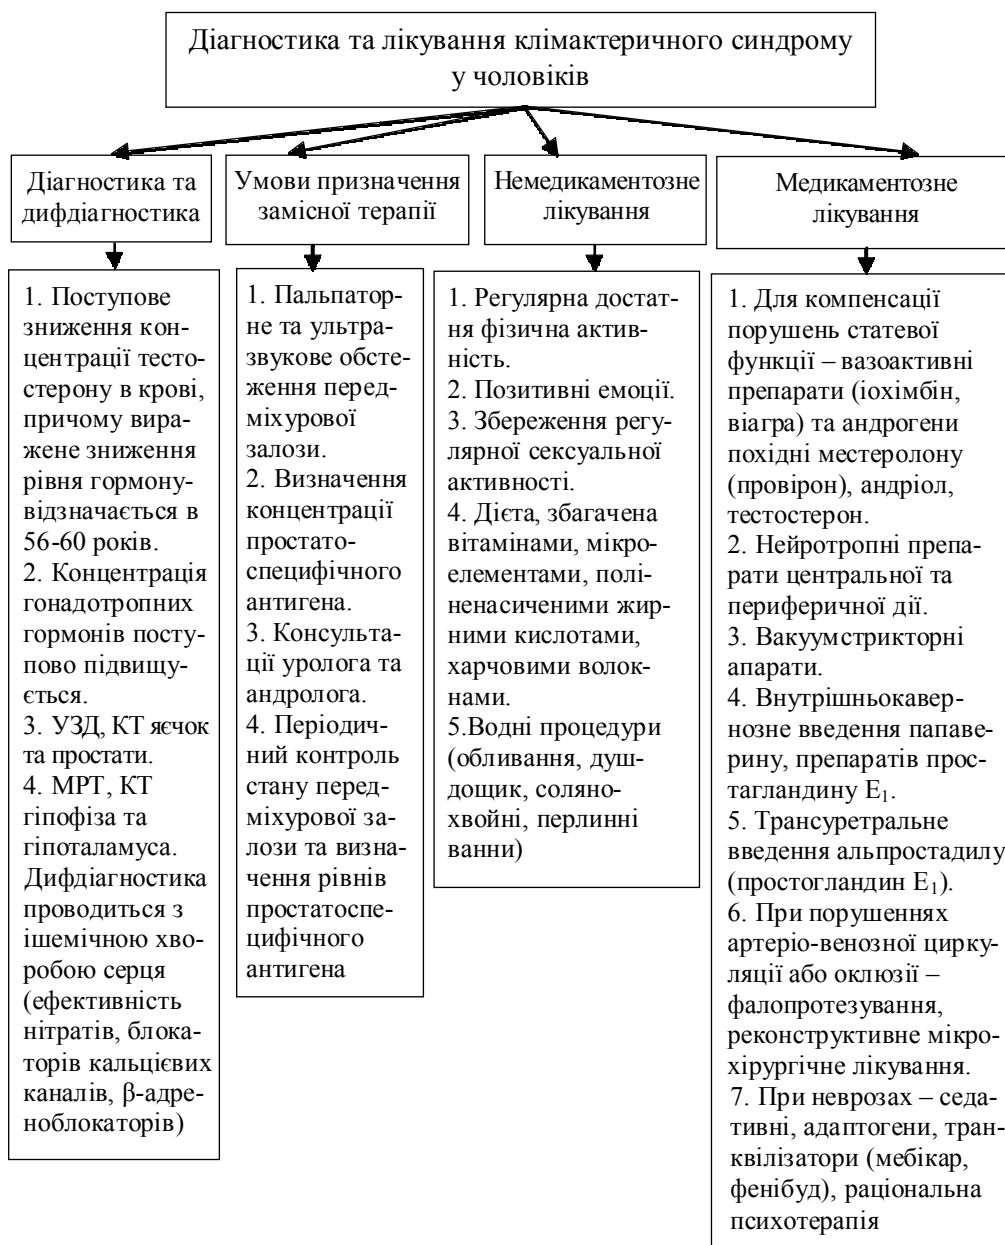 Діагностика та лікування клімактеричного синдрому
у чоловіків
Діагностика та
дифдіагностика
Умови призначення
замісної терапії
Немедикаментозне
лікування
Медикаментозне
лікування
1. Поступове
зниження кон-
центрації тесто-
стерону в крові,
причому вира-
жене зниження
рівня гормону-
відзначається в
56-60 років.
2. Концентрація
гонадотропних
гормонів посту-
пово підвищу-
ється.
3. УЗД, КТ яєчок
та простати.
4. МРТ, КТ
гіпофіза та
гіпоталамуса.
Дифдіагностика
проводиться з
ішемічною хво-
робою серця
(ефективність
нітратів, блока-
торів кальцієвих
каналів, β-адре-
ноблокаторів)
1. Пальпатор-
не та ультра-
звукове обсте-
ження перед-
міхурової
залози.
2. Визначення
концентрації
простато-
специфічного
антигена.
3. Консульта-
ції уролога та
андролога.
4. Періодич-
ний контроль
стану перед-
міхурової за-
лози та визна-
чення рівнів
простатоспе-
цифічного
антигена
1. Регулярна достат-
ня фізична актив-
ність.
2. Позитивні емоції.
3. Збереження регу-
лярної сексуальної
активності.
4. Дієта, збагачена
вітамінами, мікро-
елементами, полі-
ненасиченими жир-
ними кислотами,
харчовими волок-
нами.
5.Водні процедури
(обливання, душ-
дощик, соляно-
хвойні, перлинні
ванни)
1. Для компенсації
порушень статевої
функції – вазоактивні
препарати (іохімбін,
віагра) та андрогени
похідні местеролону
(провірон), андріол,
тестостерон.
2. Нейротропні препа-
рати центральної та
периферичної дії.
3. Вакуумстрикторні
апарати.
4. Внутрішньокавер-
нозне введення папаве-
рину, препаратів прос-
тагландину Е₁.
5. Трансуретральне
введення альпростадилу
(простогландин Е₁).
6. При порушеннях
артеріо-венозної цирку-
ляції або оклюзії –
фалопротезування,
реконструктивне мікро-
хірургічне лікування.
7. При неврозах – седа-
тивні, адаптогени, тран-
квілізатори (мебікар,
фенібуд), раціональна
психотерапія